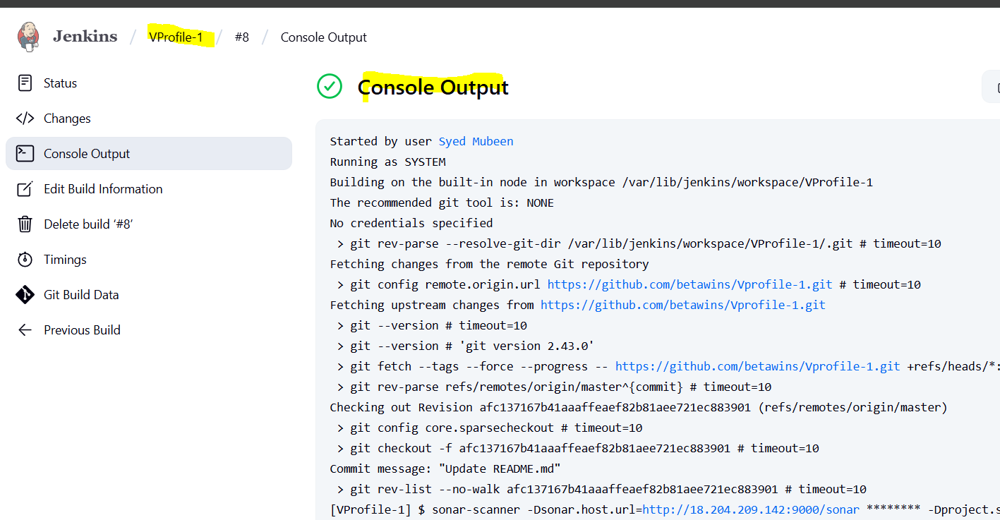 Jenkins / VProfile-1 / #8 / Console Output
Status
Changes
Console Output
Edit Build Information
Delete build ‘#8’
Timings
Git Build Data
Previous Build
Console Output
Started by user Syed Mubeen
Running as SYSTEM
Building on the built-in node in workspace /var/lib/jenkins/workspace/VProfile-1
The recommended git tool is: NONE
No credentials specified
> git rev-parse --resolve-git-dir /var/lib/jenkins/workspace/VProfile-1/.git # timeout=10
Fetching changes from the remote Git repository
> git config remote.origin.url https://github.com/betawins/Vprofile-1.git # timeout=10
Fetching upstream changes from https://github.com/betawins/Vprofile-1.git
> git --version # timeout=10
> git --version # 'git version 2.43.0'
> git fetch --tags --force --progress -- https://github.com/betawins/Vprofile-1.git +refs/heads/*:
> git rev-parse refs/remotes/origin/master^{commit} # timeout=10
Checking out Revision afc137167b41aaaffeaef82b81aee721ec883901 (refs/remotes/origin/master)
> git config core.sparsecheckout # timeout=10
> git checkout -f afc137167b41aaaffeaef82b81aee721ec883901 # timeout=10
Commit message: "Update README.md"
> git rev-list --no-walk afc137167b41aaaffeaef82b81aee721ec883901 # timeout=10
[VProfile-1] $ sonar-scanner -Dsonar.host.url=http://18.204.209.142:9000/sonar ******** -Dproject.s